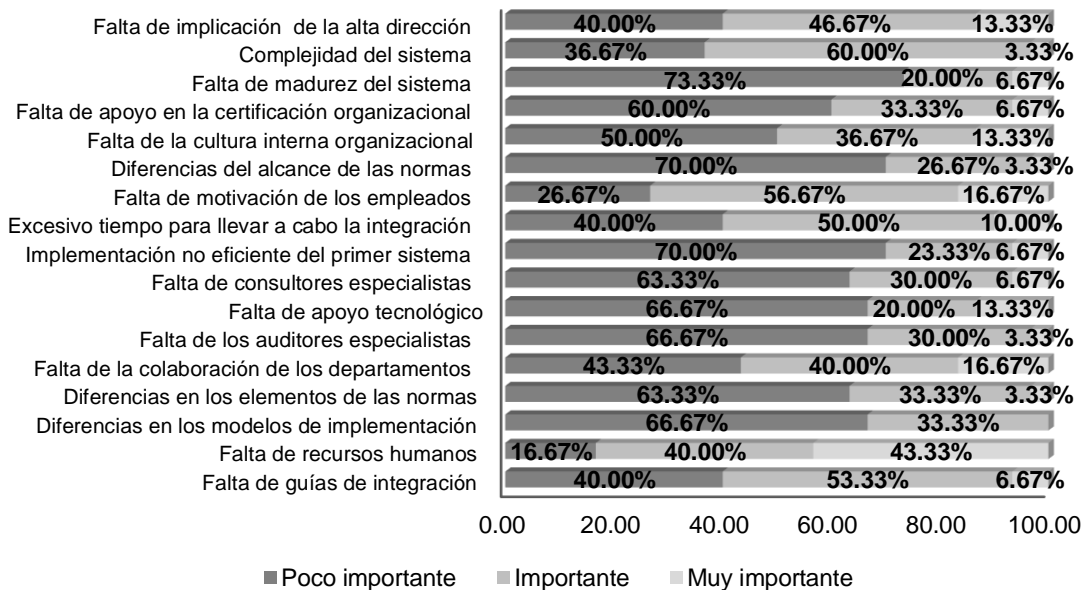 Falta de implicación de la alta dirección 40.00% 46.67% 13.33%
Complejidad del sistema 36.67% 60.00% 3.33%
Falta de madurez del sistema 73.33% 20.00% 6.67%
Falta de apoyo en la certificación organizacional 60.00% 33.33% 6.67%
Falta de la cultura interna organizacional 50.00% 36.67% 13.33%
Diferencias del alcance de las normas 70.00% 26.67% 3.33%
Falta de motivación de los empleados 26.67% 56.67% 16.67%
Excesivo tiempo para llevar a cabo la integración 40.00% 50.00% 10.00%
Implementación no eficiente del primer sistema 70.00% 23.33% 6.67%
Falta de consultores especialistas 63.33% 30.00% 6.67%
Falta de apoyo tecnológico 66.67% 20.00% 13.33%
Falta de los auditores especialistas 66.67% 30.00% 3.33%
Falta de la colaboración de los departamentos 43.33% 40.00% 16.67%
Diferencias en los elementos de las normas 63.33% 33.33% 3.33%
Diferencias en los modelos de implementación 66.67% 33.33%
Falta de recursos humanos 16.67% 40.00% 43.33%
Falta de guías de integración 40.00% 53.33% 6.67%
0.00 20.00 40.00 60.00 80.00 100.00
Poco importante Importante Muy importante